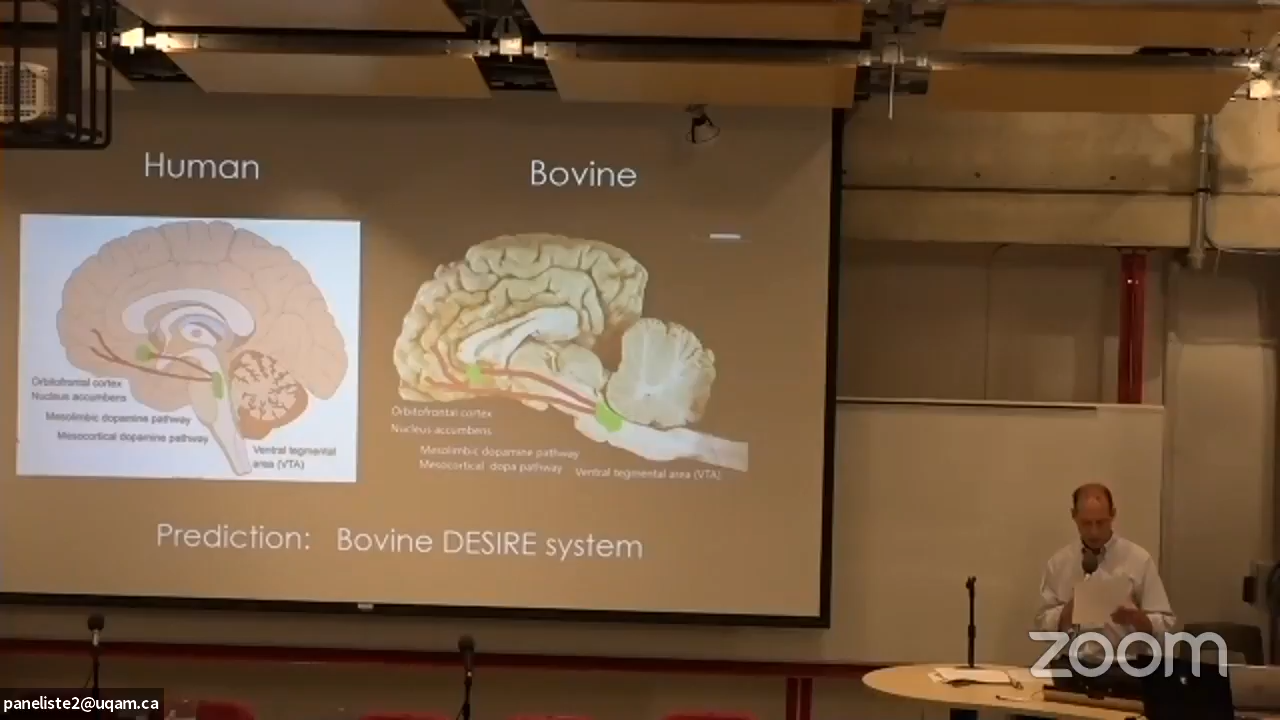 Human
Bovine
Orbitofrontal cortex
Nucleus accumbens
Mesolimbic dopamine pathway
Mesocortical dopamine pathway
Ventral tegmental
area (VTA)
Orbitofrontal cortex
Nucleus accumbens
Mesolimbic dopamine pathway
Mesocortical dopa pathway
Ventral tegmental area (VTA)
Prediction: Bovine DESIRE system
zoom
paneliste2@uqam.ca